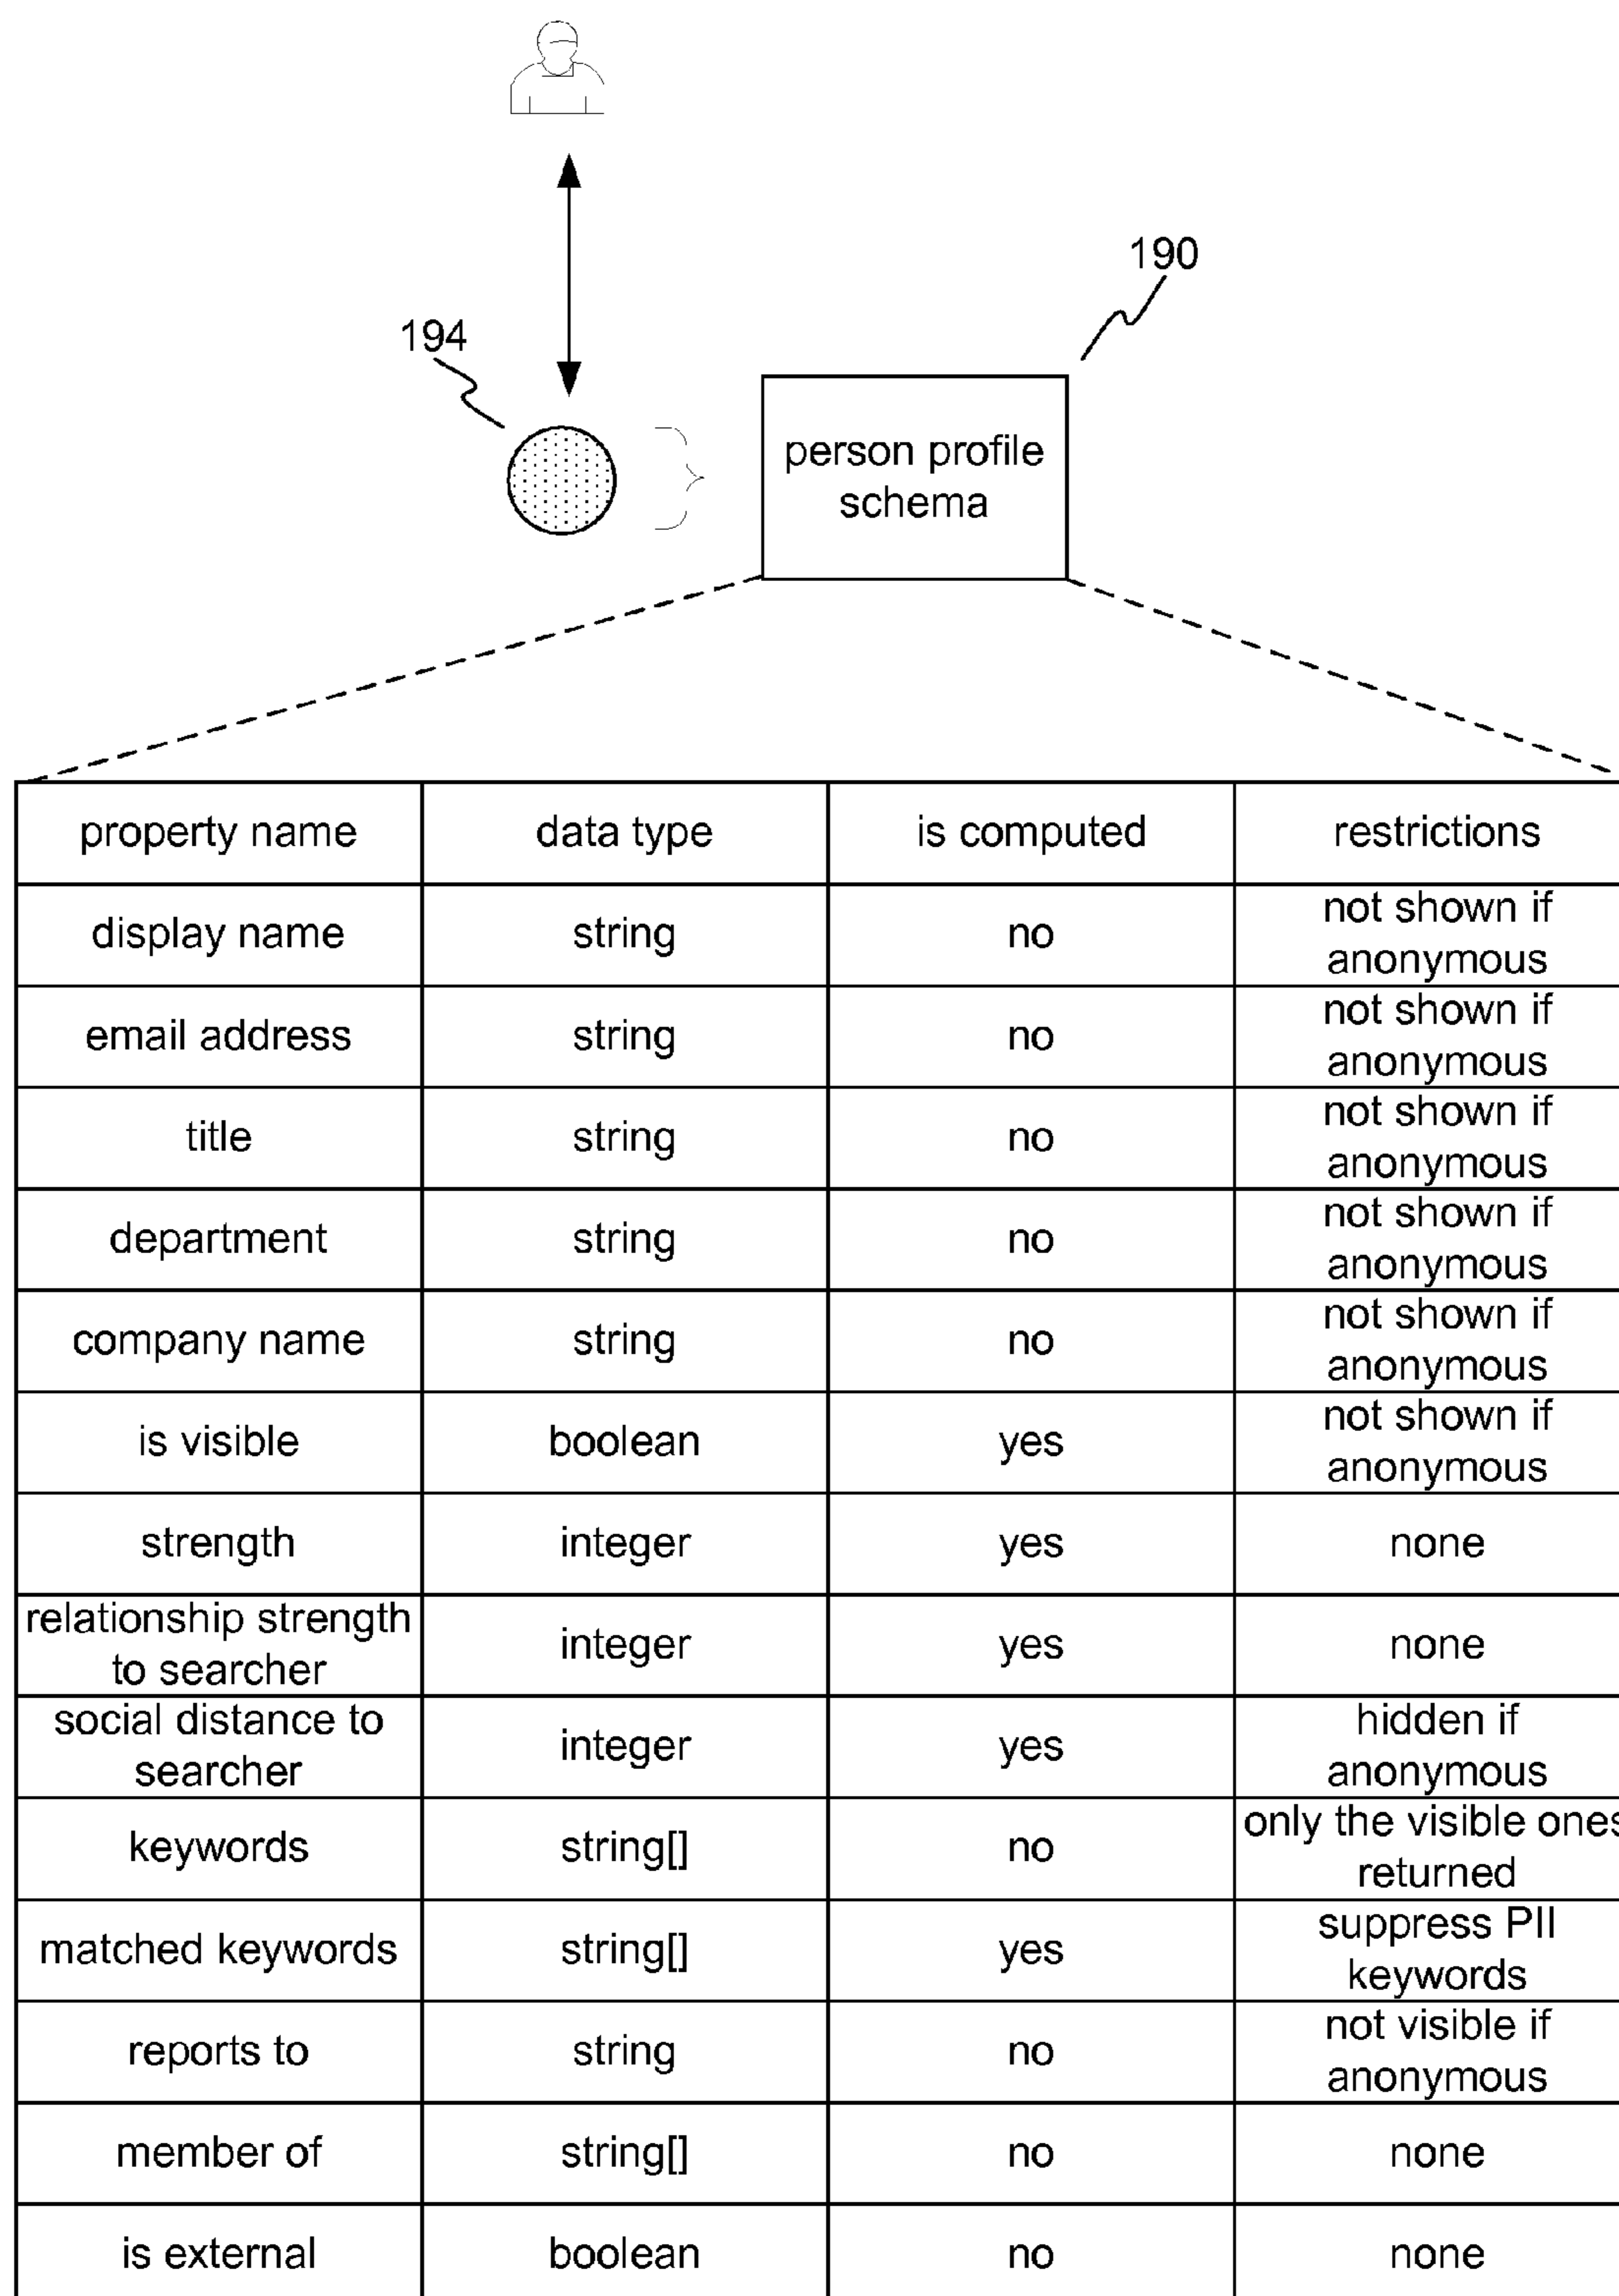 190
194
person profile
schema
property name data type is computed restrictions
display name string no not shown if
anonymous
email address string no not shown if
anonymous
title string no not shown if
anonymous
department string no not shown if
anonymous
company name string no not shown if
anonymous
is visible boolean yes not shown if
anonymous
strength integer yes none
relationship strength
to searcher integer yes none
social distance to
searcher integer yes hidden if
anonymous
keywords string[] no only the visible ones
returned
matched keywords string[] yes suppress PII
keywords
reports to string no not visible if
anonymous
member of string[] no none
is external boolean no none